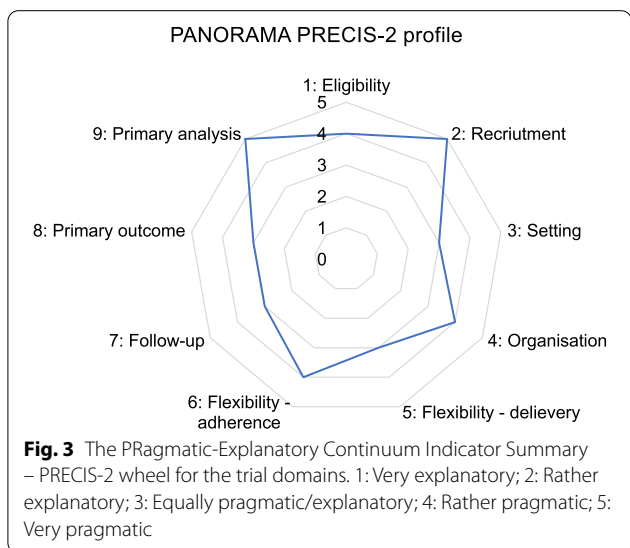 PANORAMA PRECIS-2 profile
1: Eligibility
5
9: Primary analysis
4
2: Recriutment
3
2
8: Primary outcome
1
3: Setting
0
7: Follow-up
4: Organisation
6: Flexibility -
adherence
5: Flexibility - delievery
Fig. 3 The PRagmatic-Explanatory Continuum Indicator Summary
– PRECIS-2 wheel for the trial domains. 1: Very explanatory; 2: Rather
explanatory; 3: Equally pragmatic/explanatory; 4: Rather pragmatic; 5:
Very pragmatic